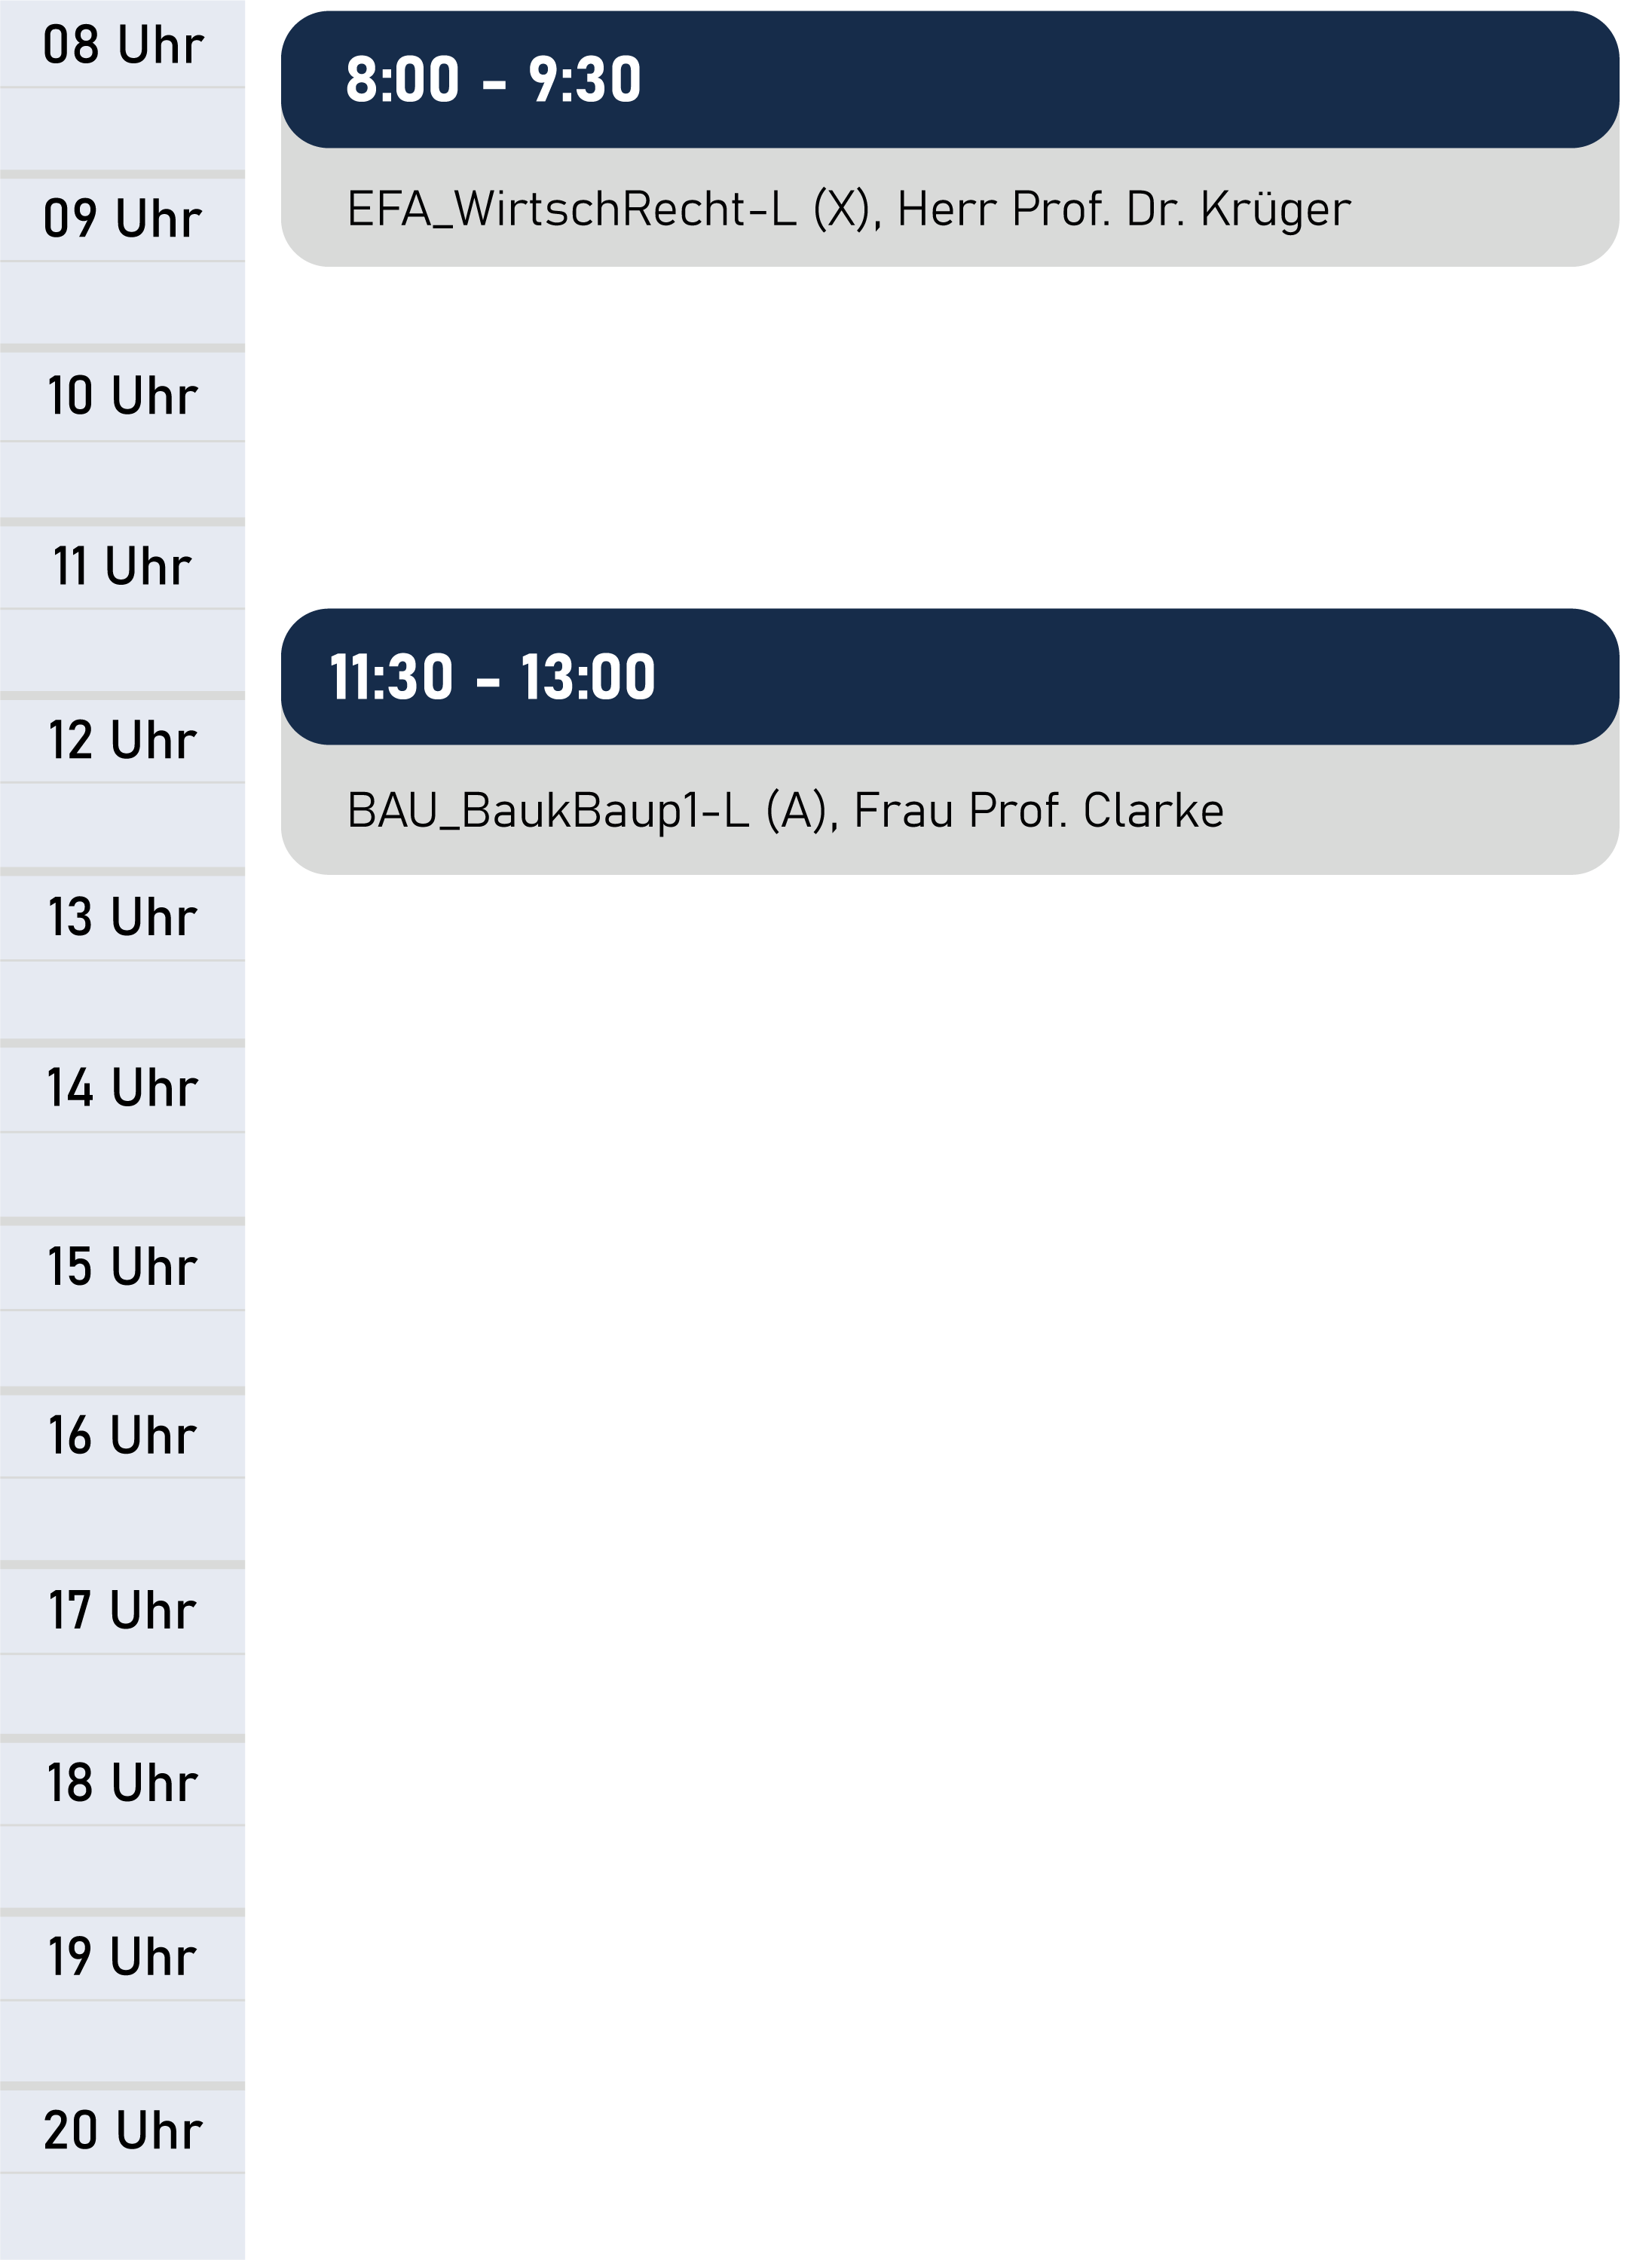 08 Uhr
8:00 - 9:30
09 Uhr
EFA_WirtschRecht-L (X), Herr Prof. Dr. Krüger
10 Uhr
11 Uhr
11:30 - 13:00
12 Uhr
BAU_BaukBaup1-L (A), Frau Prof. Clarke
13 Uhr
14 Uhr
15 Uhr
16 Uhr
17 Uhr
18 Uhr
19 Uhr
20 Uhr